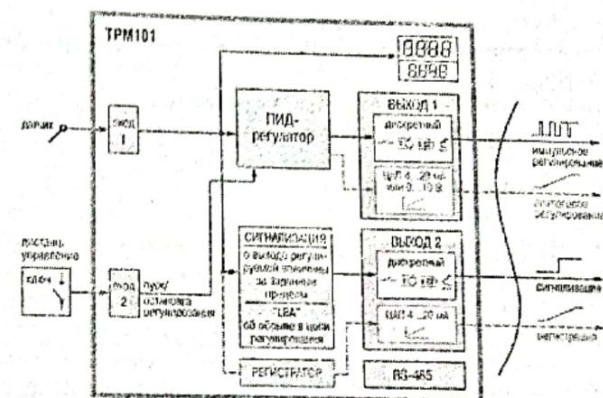 ТРМ101
8888
8888
датчик
вход
1
ПИД-
регулятор
ВЫХОД 1
дискретный
ЦАП 4...20 мА
или 0...10 В
импульсное
регулирование
аналоговое
регулирование
дистанц.
управление
ключ
вход
2
пуск/
остановка
регулирования
СИГНАЛИЗАЦИЯ
о выходе регули-
руемой величины
за заданные
пределы
"LBA"
об обрыве в цепи
регулирования
ВЫХОД 2
дискретный
ЦАП 4...20 мА
сигнализация
регистрация
РЕГИСТРАТОР
RS-485